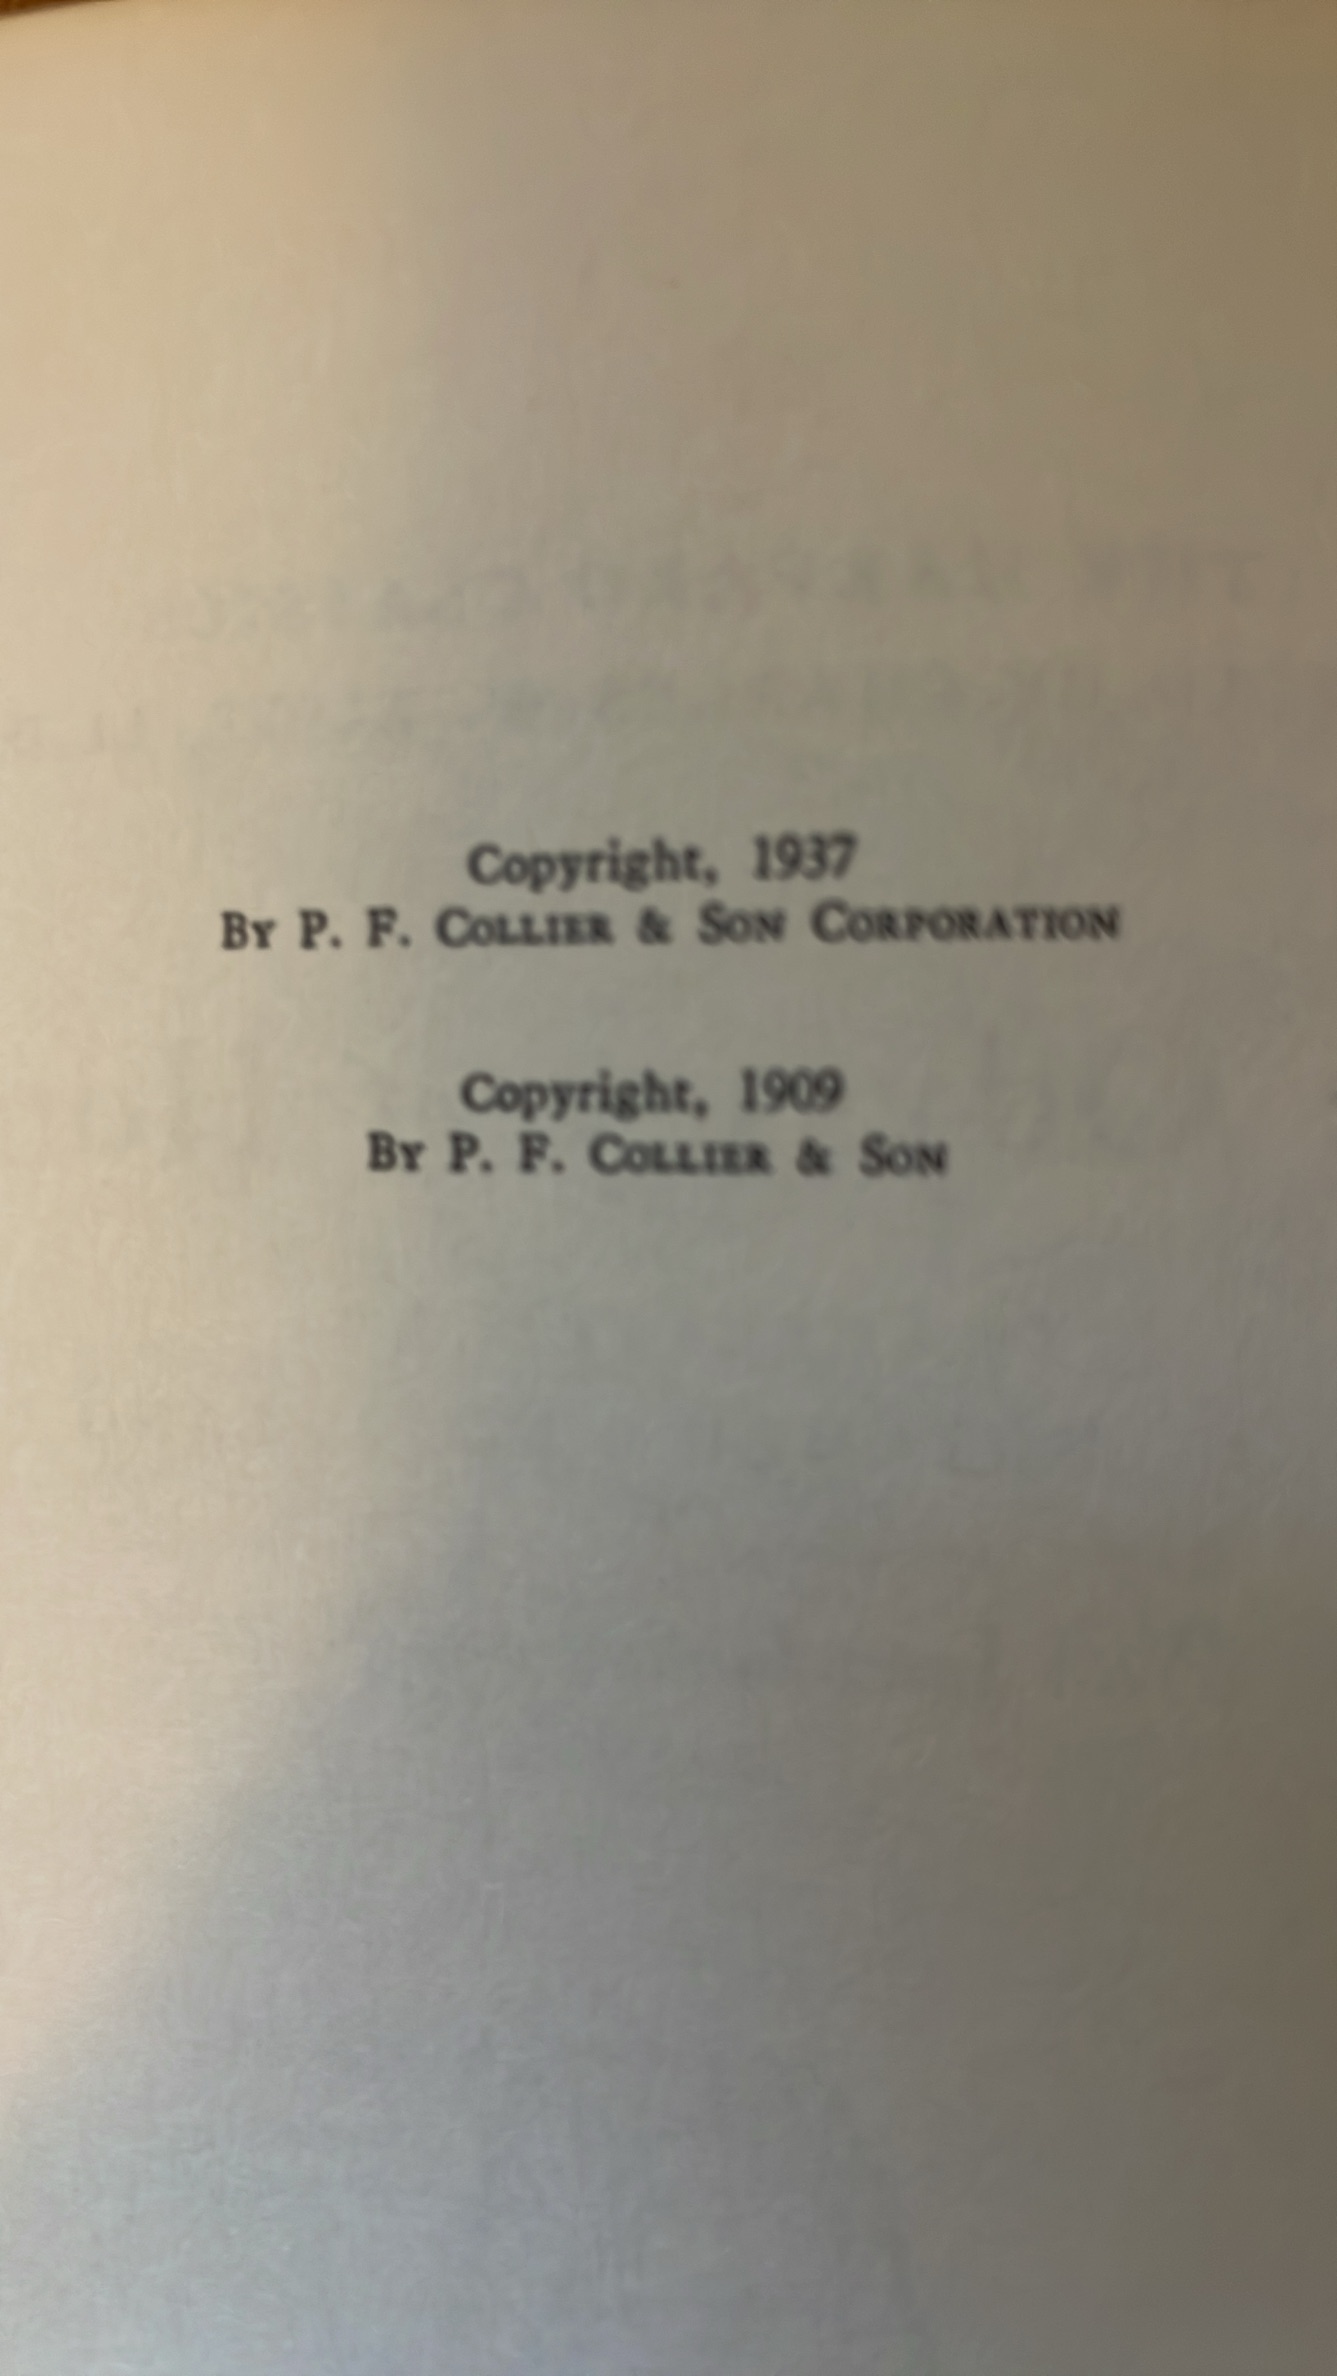 Copyright, 1937
By P. F. Collier & Son Corporation
Copyright, 1909
By P. F. Collier & Son